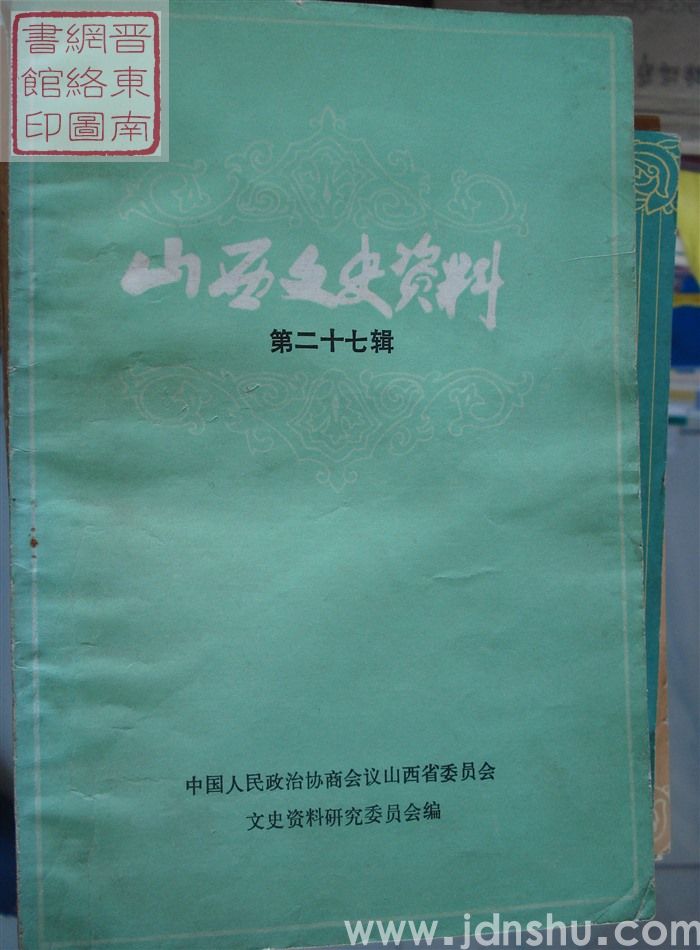 晋東南
網絡圖
書館印
山西文史资料
第二十七辑
中国人民政治协商会议山西省委员会
文史资料研究委员会编
www.jdnshu.com